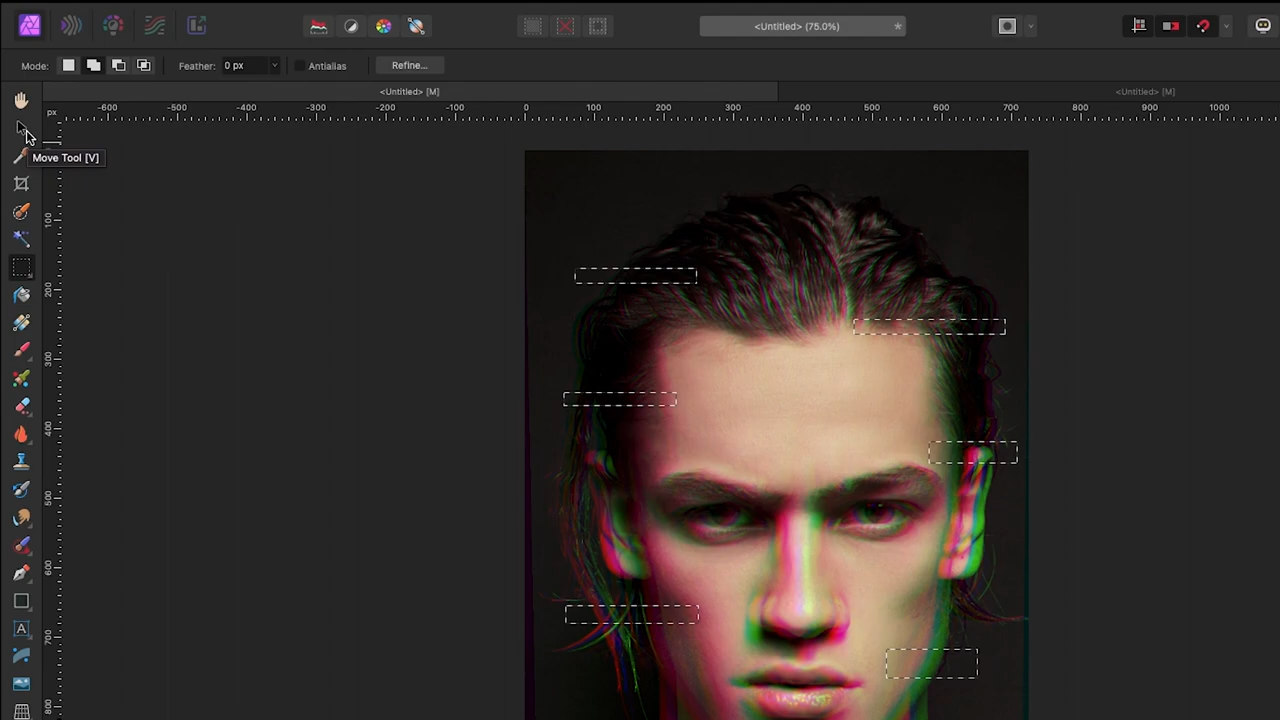 <Untitled> (75.0%) *
Mode: Feather: 0 px Antialias Refine...
<Untitled> [M] <Untitled> [M]
px -600 -500 -400 -300 -200 -100 0 100 200 300 400 500 600 700 800 900 1000
Move Tool [V]
100
200
300
400
500
600
A
700
800